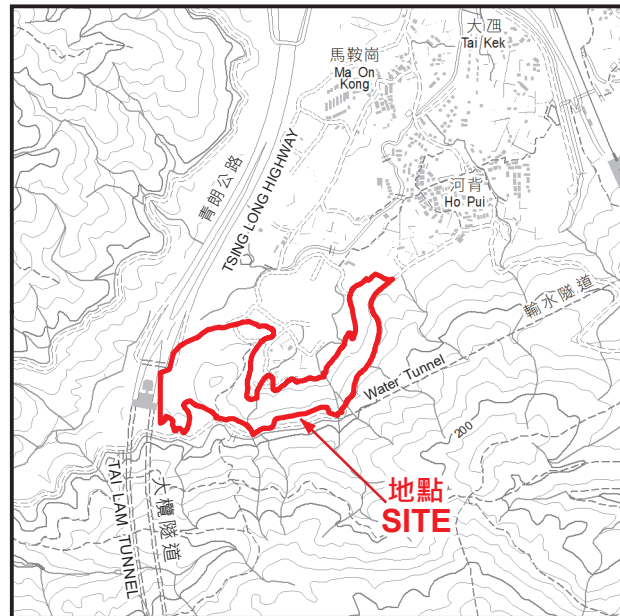 大𣲷
Tai Kek
馬鞍崗
Ma On
Kong
青朗公路
TSING LONG HIGHWAY
河背
Ho Pui
輸水隧道
Water Tunnel
200
地點
SITE
大欖隧道
TAI LAM TUNNEL